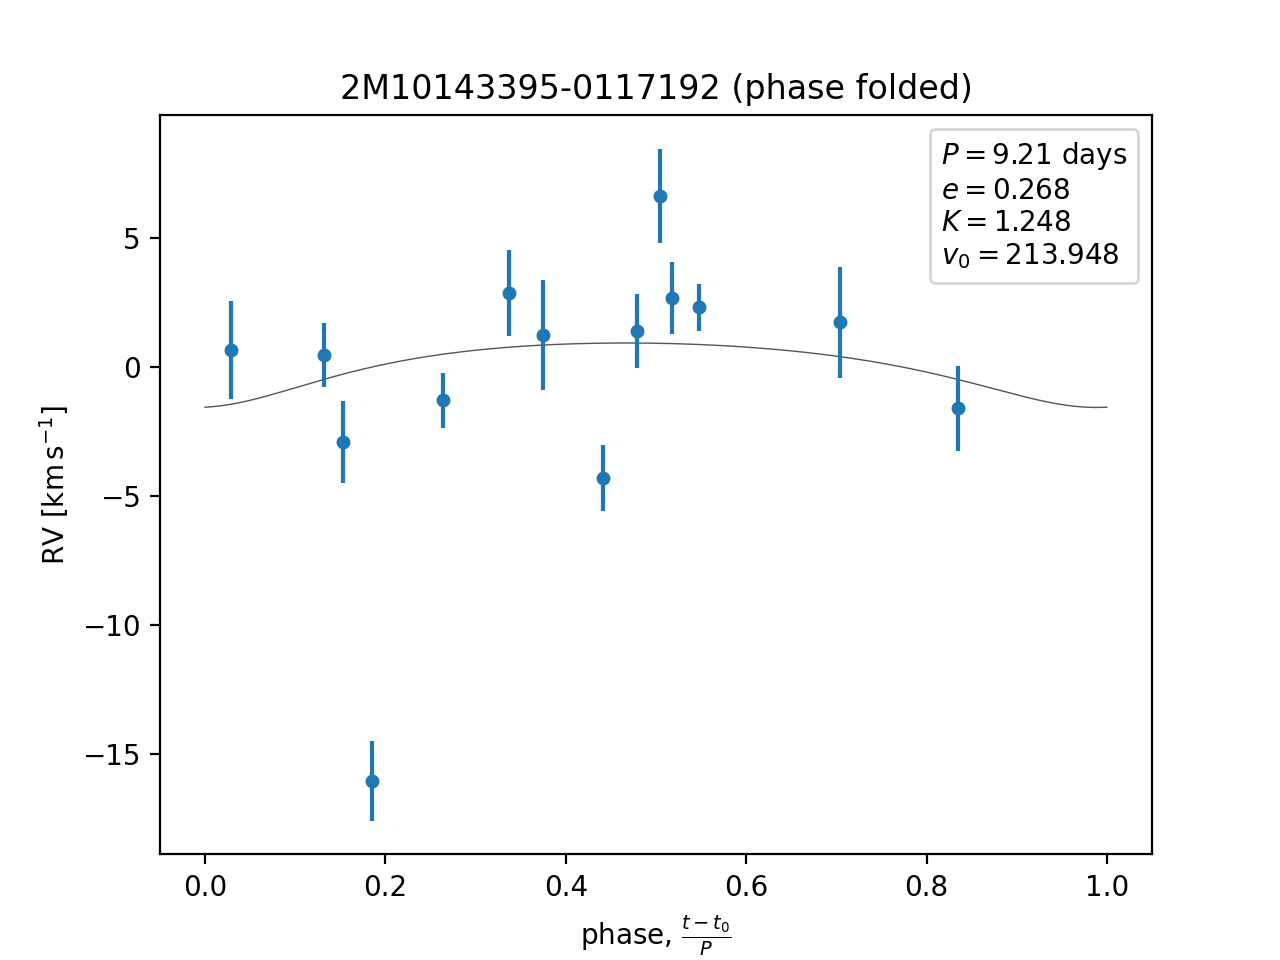 2M10143395-0117192 (phase folded)
P = 9.21 days
e = 0.268
K = 1.248
v₀ = 213.948
5
0
−5
−10
−15
RV [km s⁻¹]
0.0 0.2 0.4 0.6 0.8 1.0
phase, (t − t₀)/P